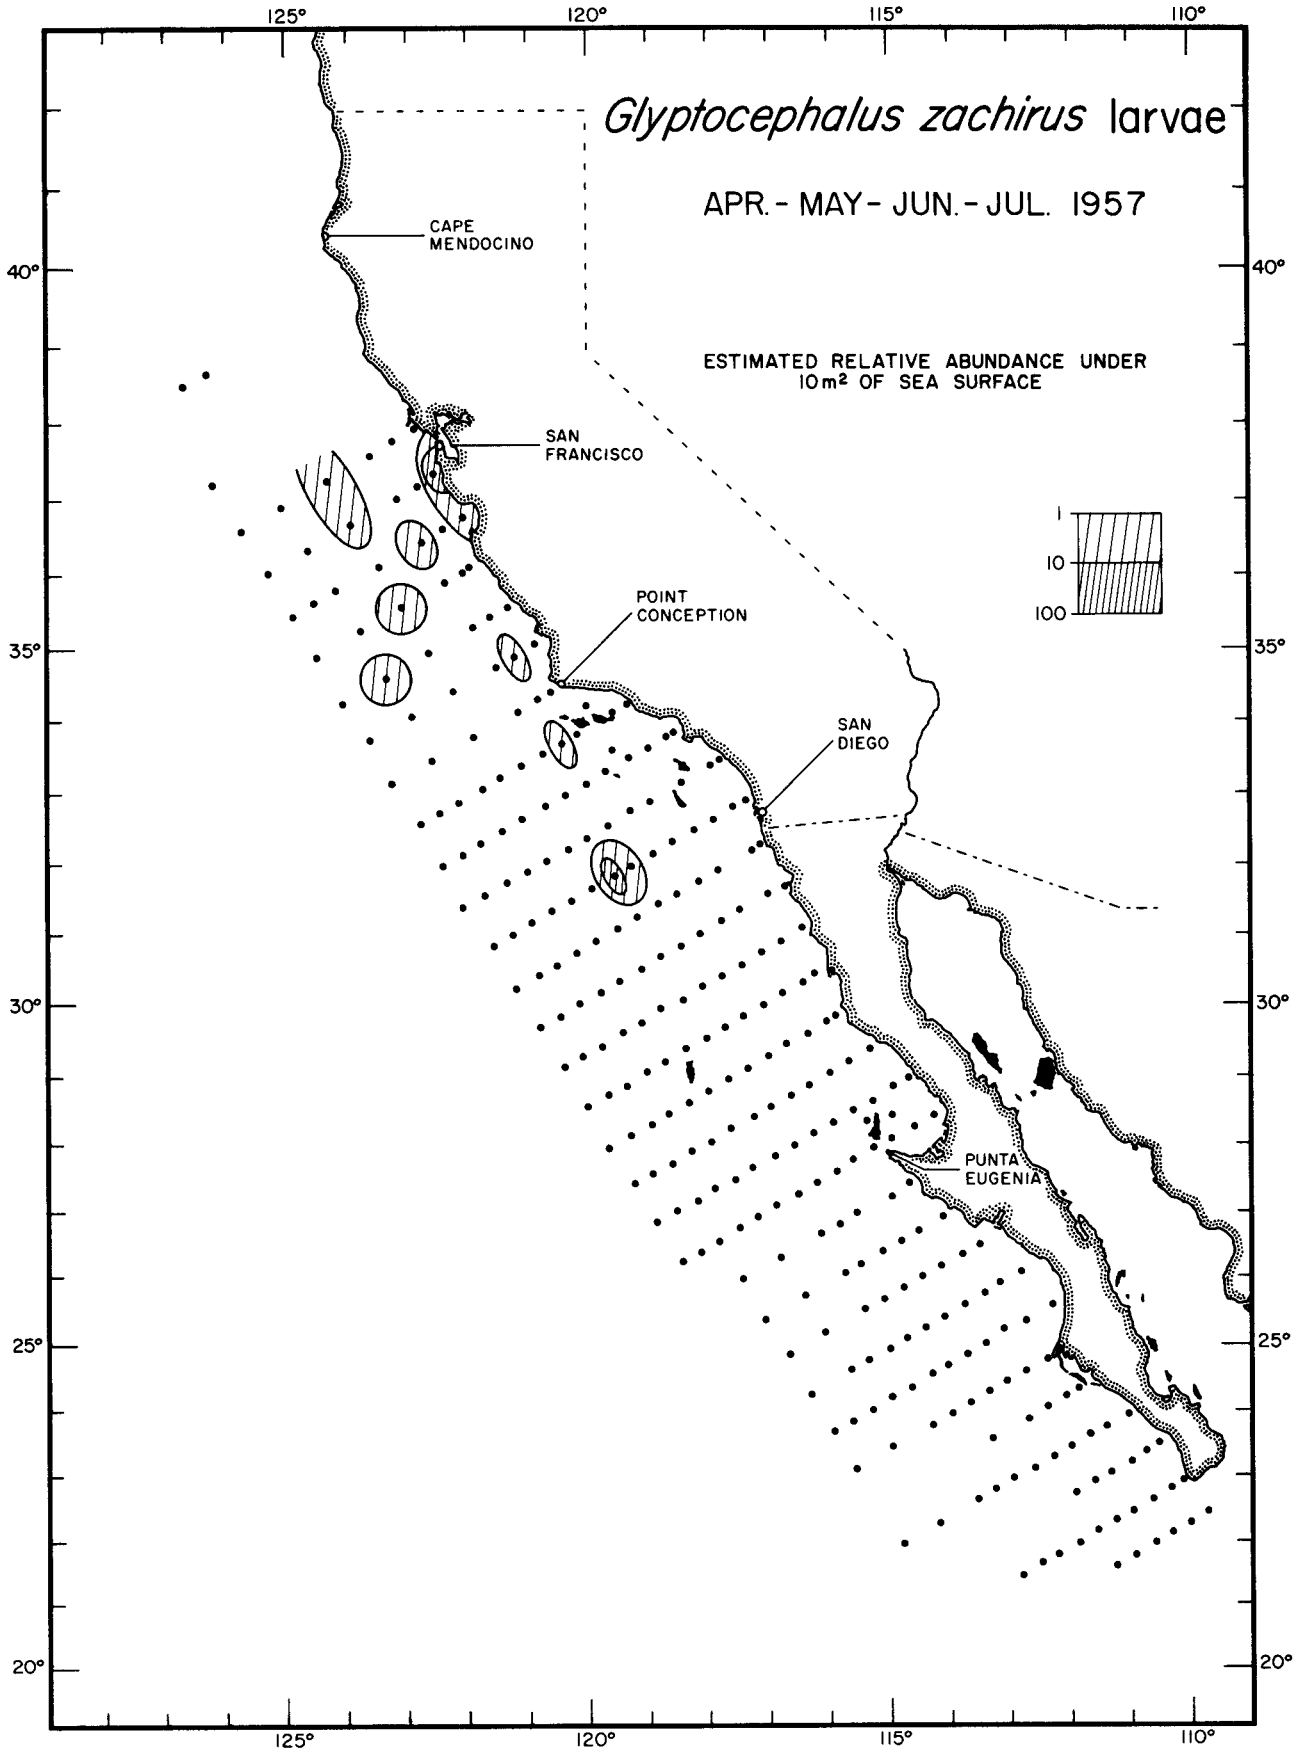 125° 120° 115° 110°
Glyptocephalus zachirus larvae
APR.- MAY- JUN.- JUL. 1957
CAPE
MENDOCINO
40° 40°
ESTIMATED RELATIVE ABUNDANCE UNDER
10m² OF SEA SURFACE
SAN
FRANCISCO
1
10
100
POINT
CONCEPTION
35° 35°
SAN
DIEGO
30° 30°
PUNTA
EUGENIA
25° 25°
20° 20°
125° 120° 115° 110°